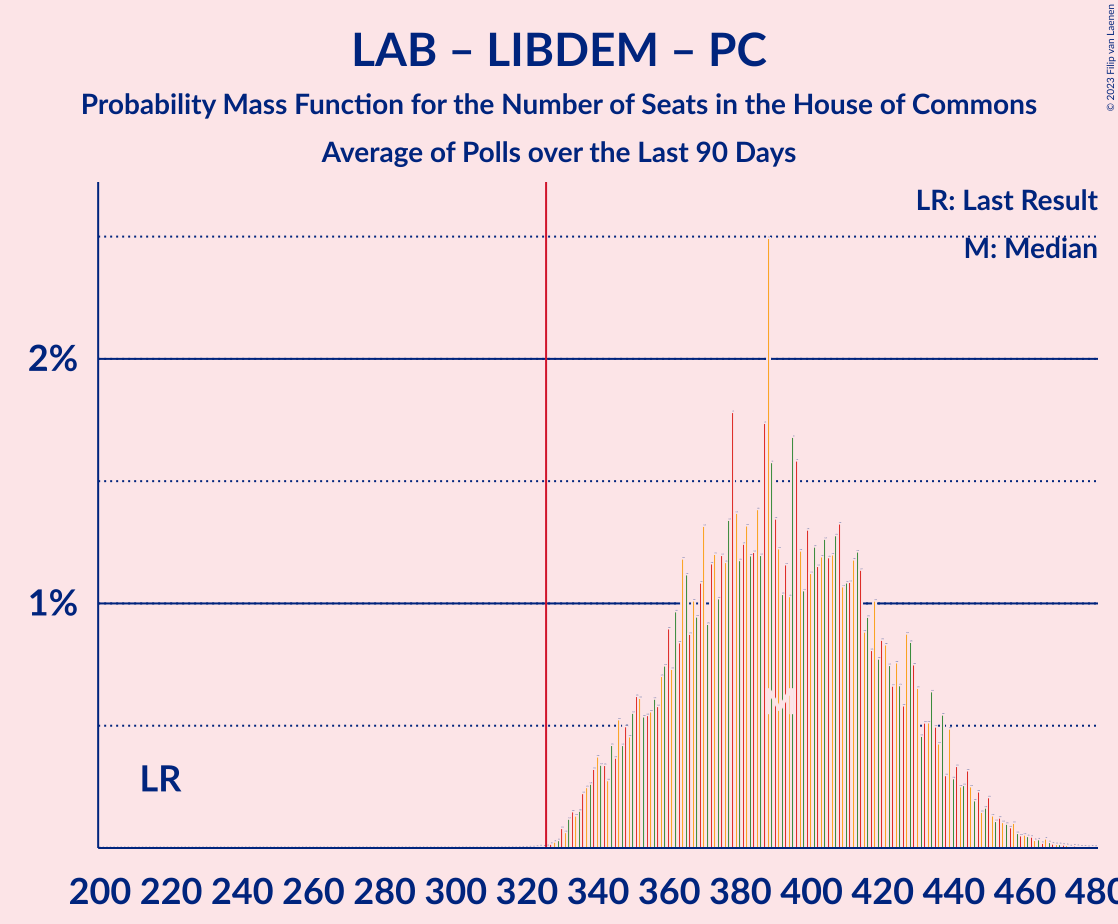 LAB – LIBDEM – PC
Probability Mass Function for the Number of Seats in the House of Commons
Average of Polls over the Last 90 Days
© 2023 Filip van Laenen
LR: Last Result
M: Median
2%
1%
LR
M
200 220 240 260 280 300 320 340 360 380 400 420 440 460 480